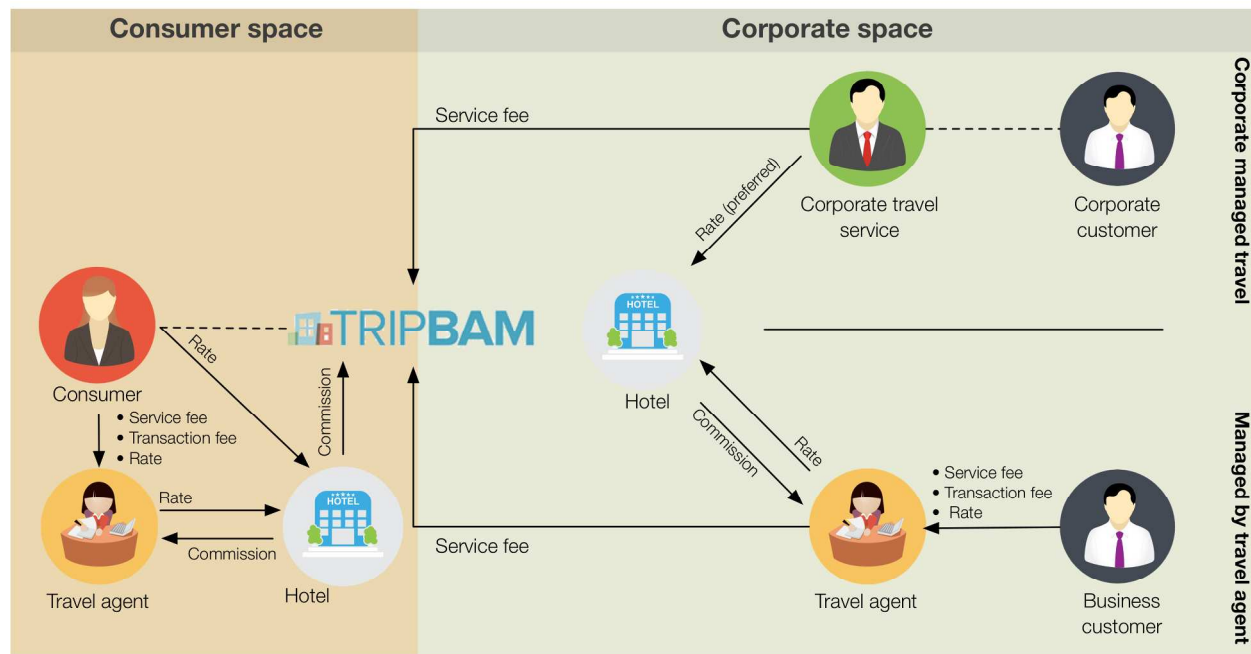 Consumer space
Corporate space
Corporate managed travel
Service fee
Rate (preferred)
Corporate travel
service
Corporate
customer
TRIPBAM
HOTEL
Hotel
Consumer
Rate
Commission
• Service fee
• Transaction fee
• Rate
Rate
Commission
Travel agent
HOTEL
Hotel
Service fee
Commission
Rate
Travel agent
• Service fee
• Transaction fee
• Rate
Business
customer
Managed by travel agent